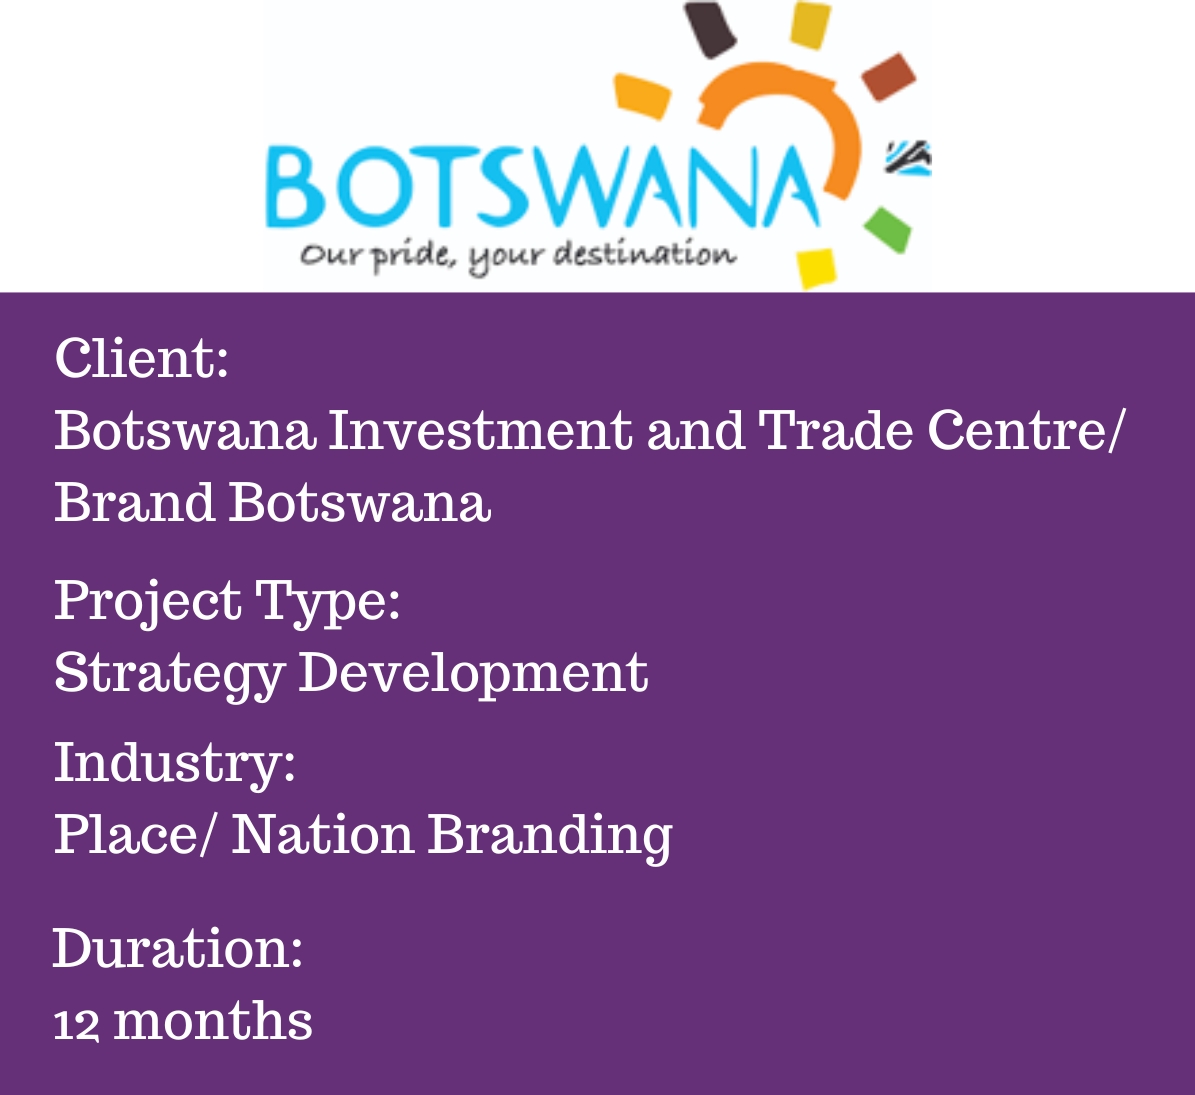 BOTSWANA
Our pride, your destination
Client:
Botswana Investment and Trade Centre/
Brand Botswana
Project Type:
Strategy Development
Industry:
Place/ Nation Branding
Duration:
12 months